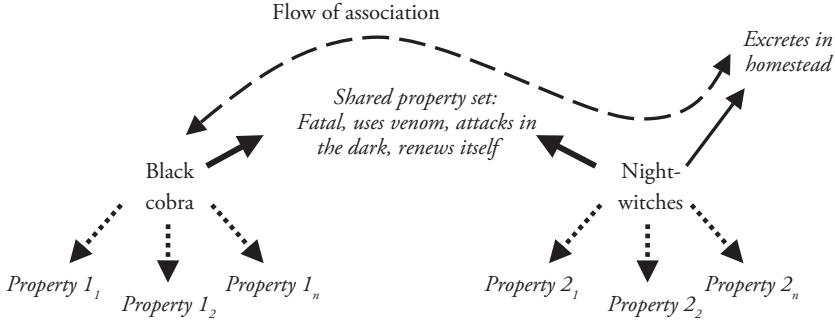 Flow of association
Excretes in
homestead
Shared property set:
Fatal, uses venom, attacks in
the dark, renews itself
Black
cobra
Night-
witches
Property 1₁
Property 1₂
Property 1ₙ
Property 2₁
Property 2₂
Property 2ₙ